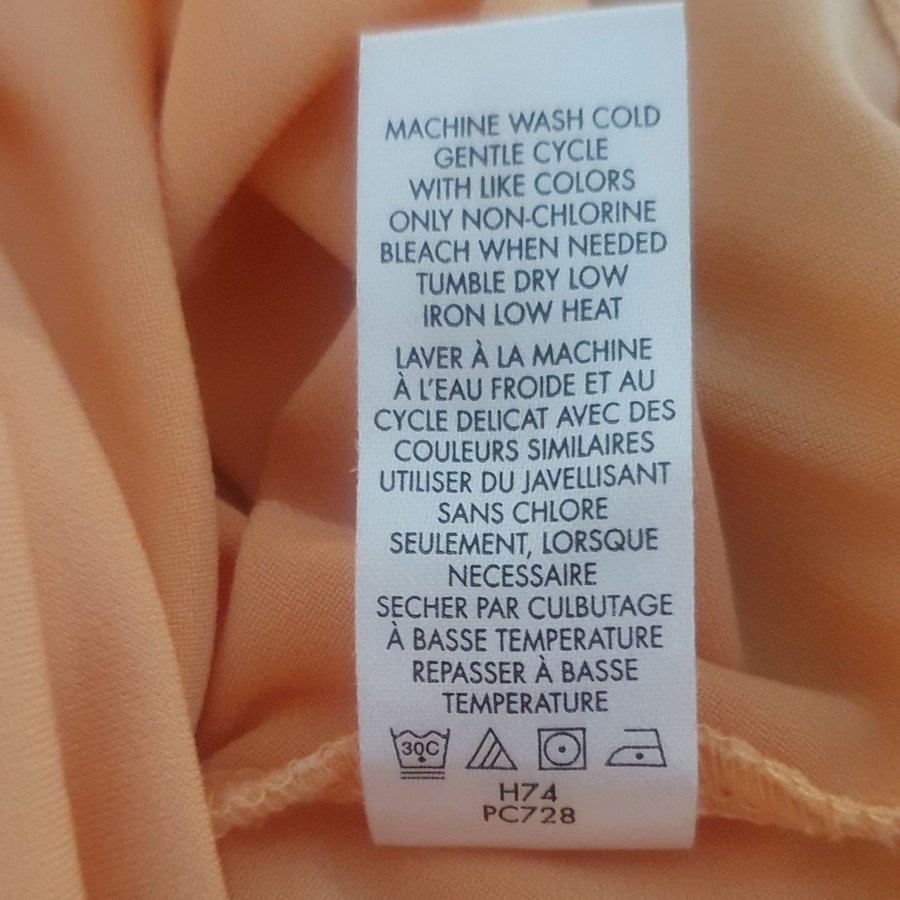 MACHINE WASH COLD
GENTLE CYCLE
WITH LIKE COLORS
ONLY NON-CHLORINE
BLEACH WHEN NEEDED
TUMBLE DRY LOW
IRON LOW HEAT
LAVER À LA MACHINE
À L'EAU FROIDE ET AU
CYCLE DELICAT AVEC DES
COULEURS SIMILAIRES
UTILISER DU JAVELLISANT
SANS CHLORE
SEULEMENT, LORSQUE
NECESSAIRE
SECHER PAR CULBUTAGE
À BASSE TEMPERATURE
REPASSER À BASSE
TEMPERATURE
30C
H74
PC728